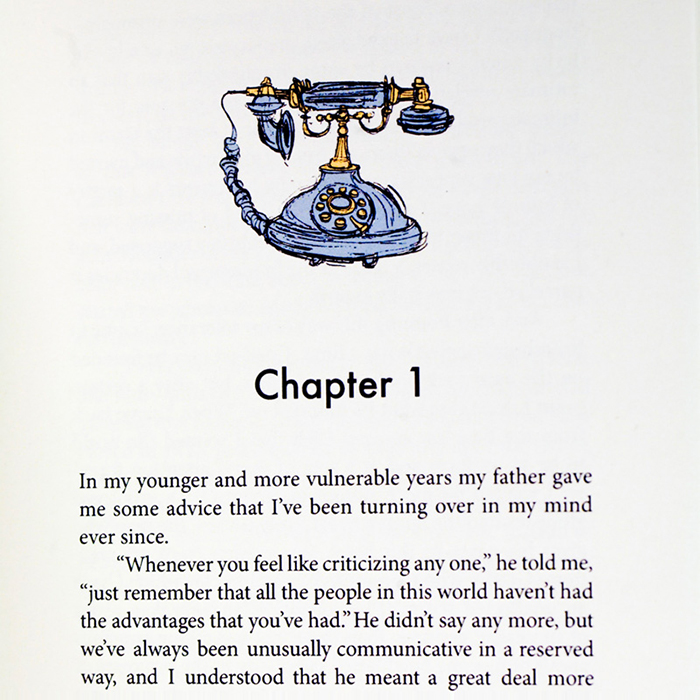 Chapter 1
In my younger and more vulnerable years my father gave
me some advice that I’ve been turning over in my mind
ever since.
“Whenever you feel like criticizing any one,” he told me,
“just remember that all the people in this world haven’t had
the advantages that you’ve had.” He didn’t say any more, but
we’ve always been unusually communicative in a reserved
way, and I understood that he meant a great deal more